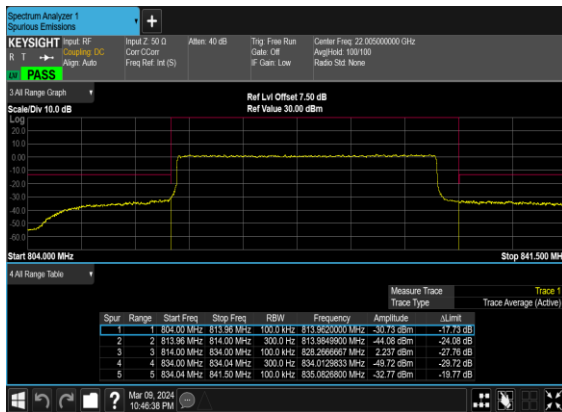 Spectrum Analyzer 1
Spurious Emissions
KEYSIGHT Input: RF Input Z: 50 Ω Atten: 40 dB Trig: Free Run Center Freq: 22.005000000 GHz
R T Coupling: DC Corr CCorr Gate: Off Avg|Hold: 100/100
Align: Auto Freq Ref: Int (S) IF Gain: Low Radio Std: None
PASS
3 All Range Graph
Ref Lvl Offset 7.50 dB
Scale/Div 10.0 dB Ref Value 30.00 dBm
Log
20.0
10.0
0.00
-10.0
-20.0
-30.0
-40.0
-50.0
-60.0
Start 804.000 MHz Stop 841.500 MH
4 All Range Table
Measure Trace Trace 1
Trace Type Trace Average (Active)
Spur Range Start Freq Stop Freq RBW Frequency Amplitude ΔLimit
1 1 804.00 MHz 813.96 MHz 100.0 kHz 813.9620000 MHz -30.73 dBm -17.73 dB
2 2 813.96 MHz 814.00 MHz 300.0 Hz 813.9849900 MHz -44.08 dBm -24.08 dB
3 3 814.00 MHz 834.00 MHz 100.0 kHz 828.2666667 MHz 2.237 dBm -27.76 dB
4 4 834.00 MHz 834.04 MHz 300.0 Hz 834.0129833 MHz -49.72 dBm -29.72 dB
5 5 834.04 MHz 841.50 MHz 100.0 kHz 835.0826800 MHz -32.77 dBm -19.77 dB
? Mar 09, 2024
10:46:38 PM